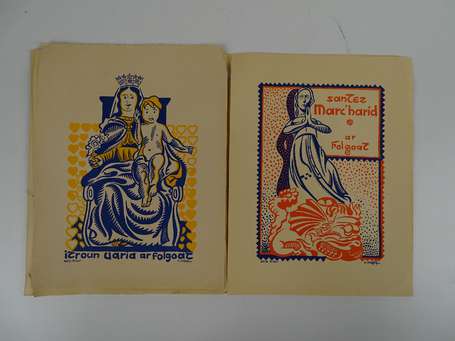 itroun varia ar folgoat
santez
Marc'harid
ar
folgoat